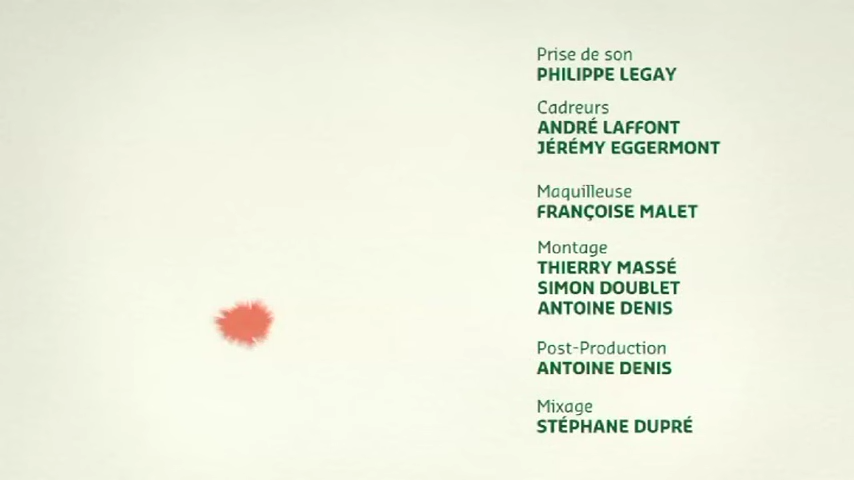 Prise de son
PHILIPPE LEGAY
Cadreurs
ANDRÉ LAFFONT
JÉRÉMY EGGERMONT
Maquilleuse
FRANÇOISE MALET
Montage
THIERRY MASSÉ
SIMON DOUBLET
ANTOINE DENIS
Post-Production
ANTOINE DENIS
Mixage
STÉPHANE DUPRÉ